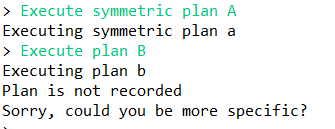 > Execute symmetric plan A
Executing symmetric plan a
> Execute plan B
Executing plan b
Plan is not recorded
Sorry, could you be more specific?